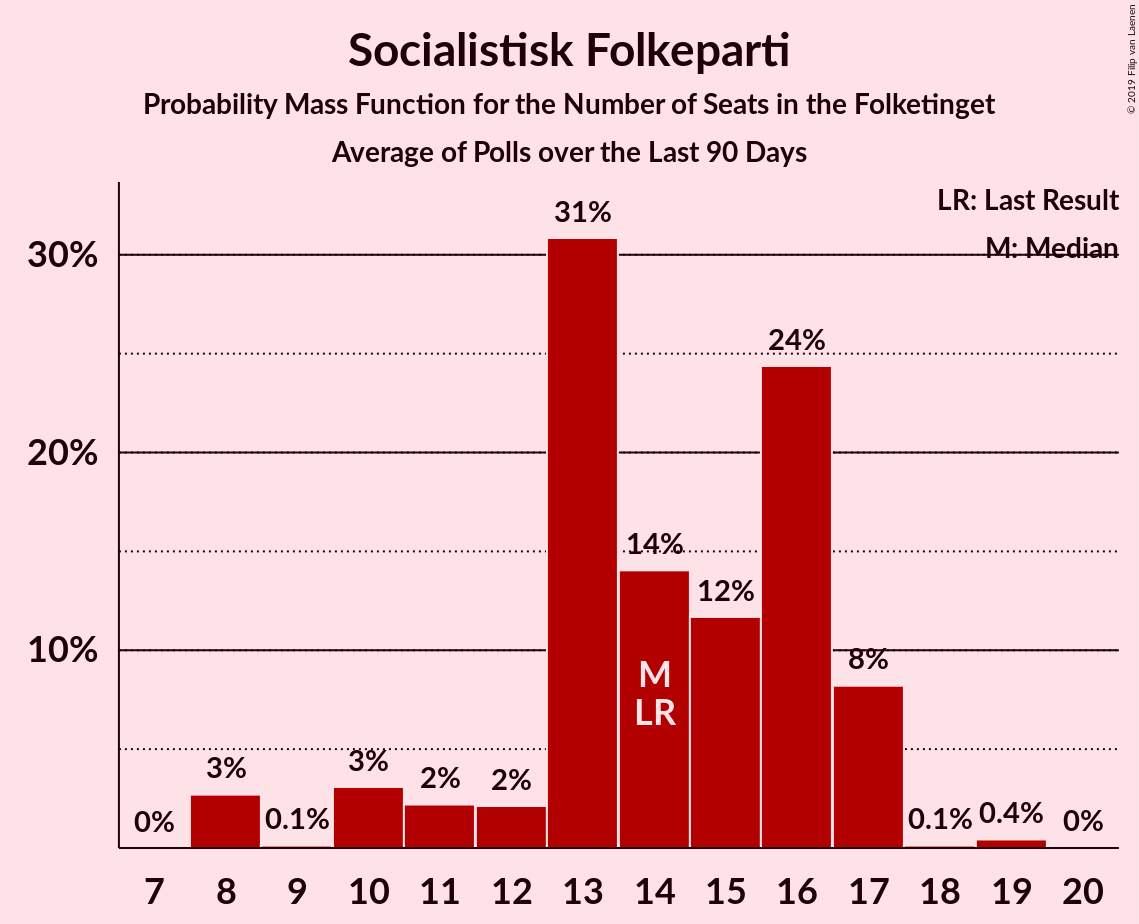 Socialistisk Folkeparti
Probability Mass Function for the Number of Seats in the Folketinget
Average of Polls over the Last 90 Days
© 2019 Filip van Laenen
LR: Last Result
M: Median
30%
20%
10%
0%
3%
0.1%
3%
2%
2%
31%
14%
12%
24%
8%
0.1%
0.4%
0%
M
LR
7 8 9 10 11 12 13 14 15 16 17 18 19 20